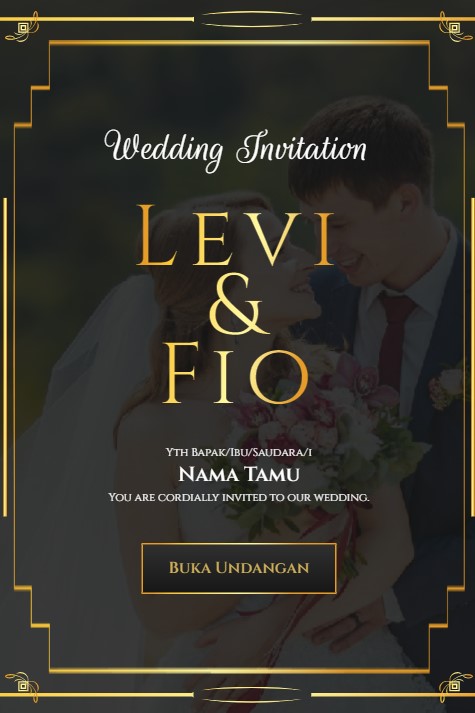 Wedding Invitation
LEVI
&
FIO
YTH BAPAK/IBU/SAUDARA/I
NAMA TAMU
YOU ARE CORDIALLY INVITED TO OUR WEDDING.
BUKA UNDANGAN